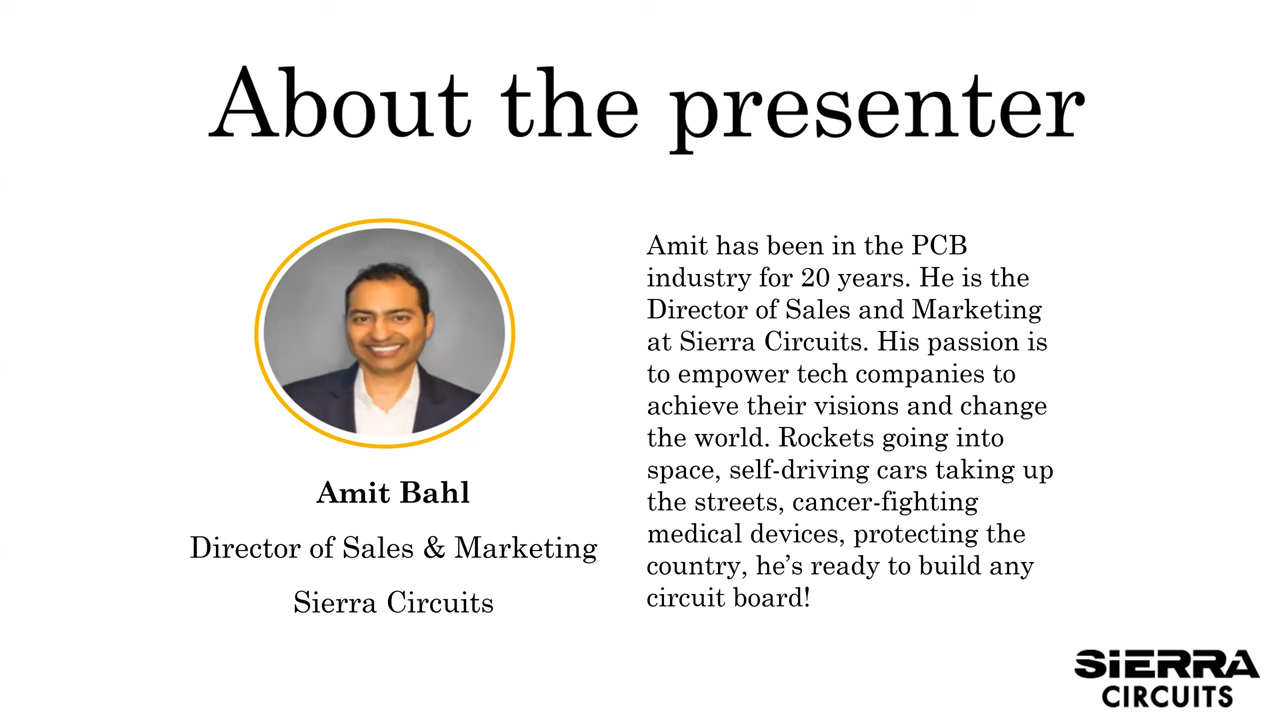 About the presenter
Amit Bahl
Director of Sales & Marketing
Sierra Circuits
Amit has been in the PCB
industry for 20 years. He is the
Director of Sales and Marketing
at Sierra Circuits. His passion is
to empower tech companies to
achieve their visions and change
the world. Rockets going into
space, self-driving cars taking up
the streets, cancer-fighting
medical devices, protecting the
country, he’s ready to build any
circuit board!
SiERRA
CIRCUITS